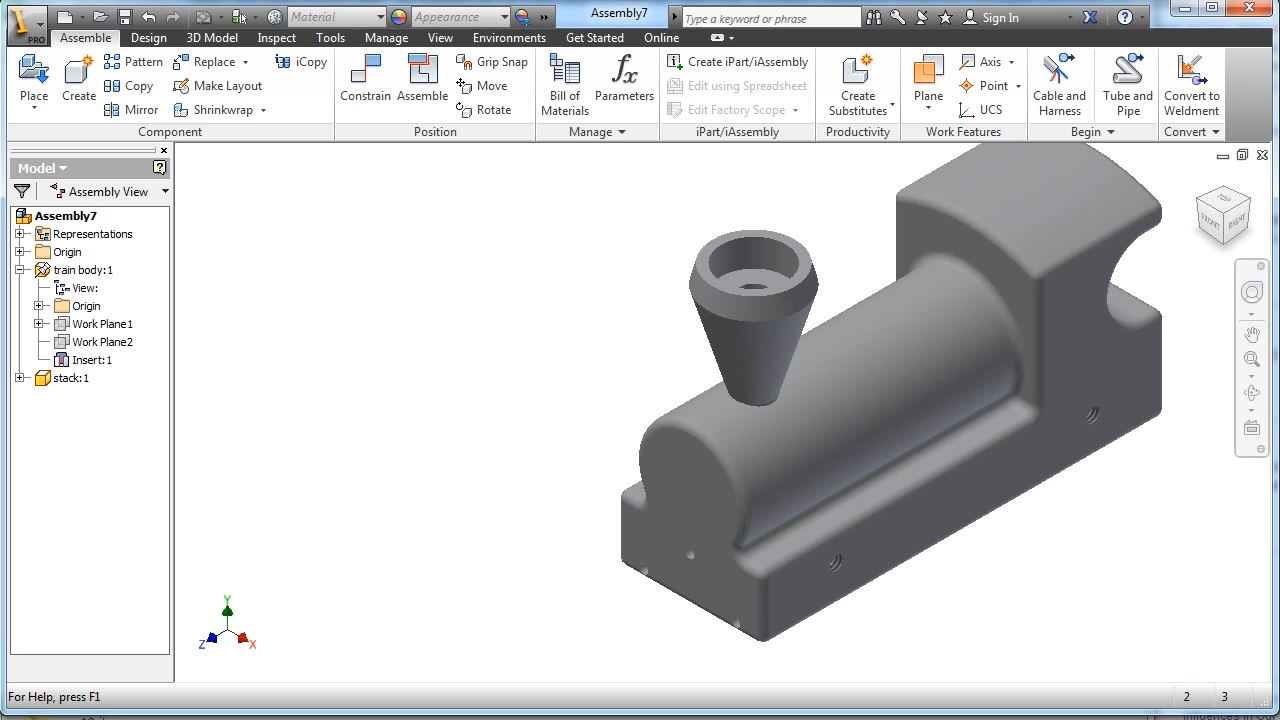 PRO
Material
Appearance
Assembly7
Type a keyword or phrase
Sign In
Assemble Design 3D Model Inspect Tools Manage View Environments Get Started Online
Place
Create
Pattern
Copy
Mirror
Replace
Make Layout
Shrinkwrap
iCopy
Component
Constrain
Assemble
Grip Snap
Move
Rotate
Position
Bill of
Materials
fx
Parameters
Manage
Create iPart/iAssembly
Edit using Spreadsheet
Edit Factory Scope
iPart/iAssembly
Create
Substitutes
Productivity
Plane
Axis
Point
UCS
Work Features
Cable and
Harness
Tube and
Pipe
Begin
Convert to
Weldment
Convert
Model
Assembly View
Assembly7
Representations
Origin
train body:1
View:
Origin
Work Plane1
Work Plane2
Insert:1
stack:1
TOP
FRONT
RIGHT
Y
Z
X
For Help, press F1
2 3